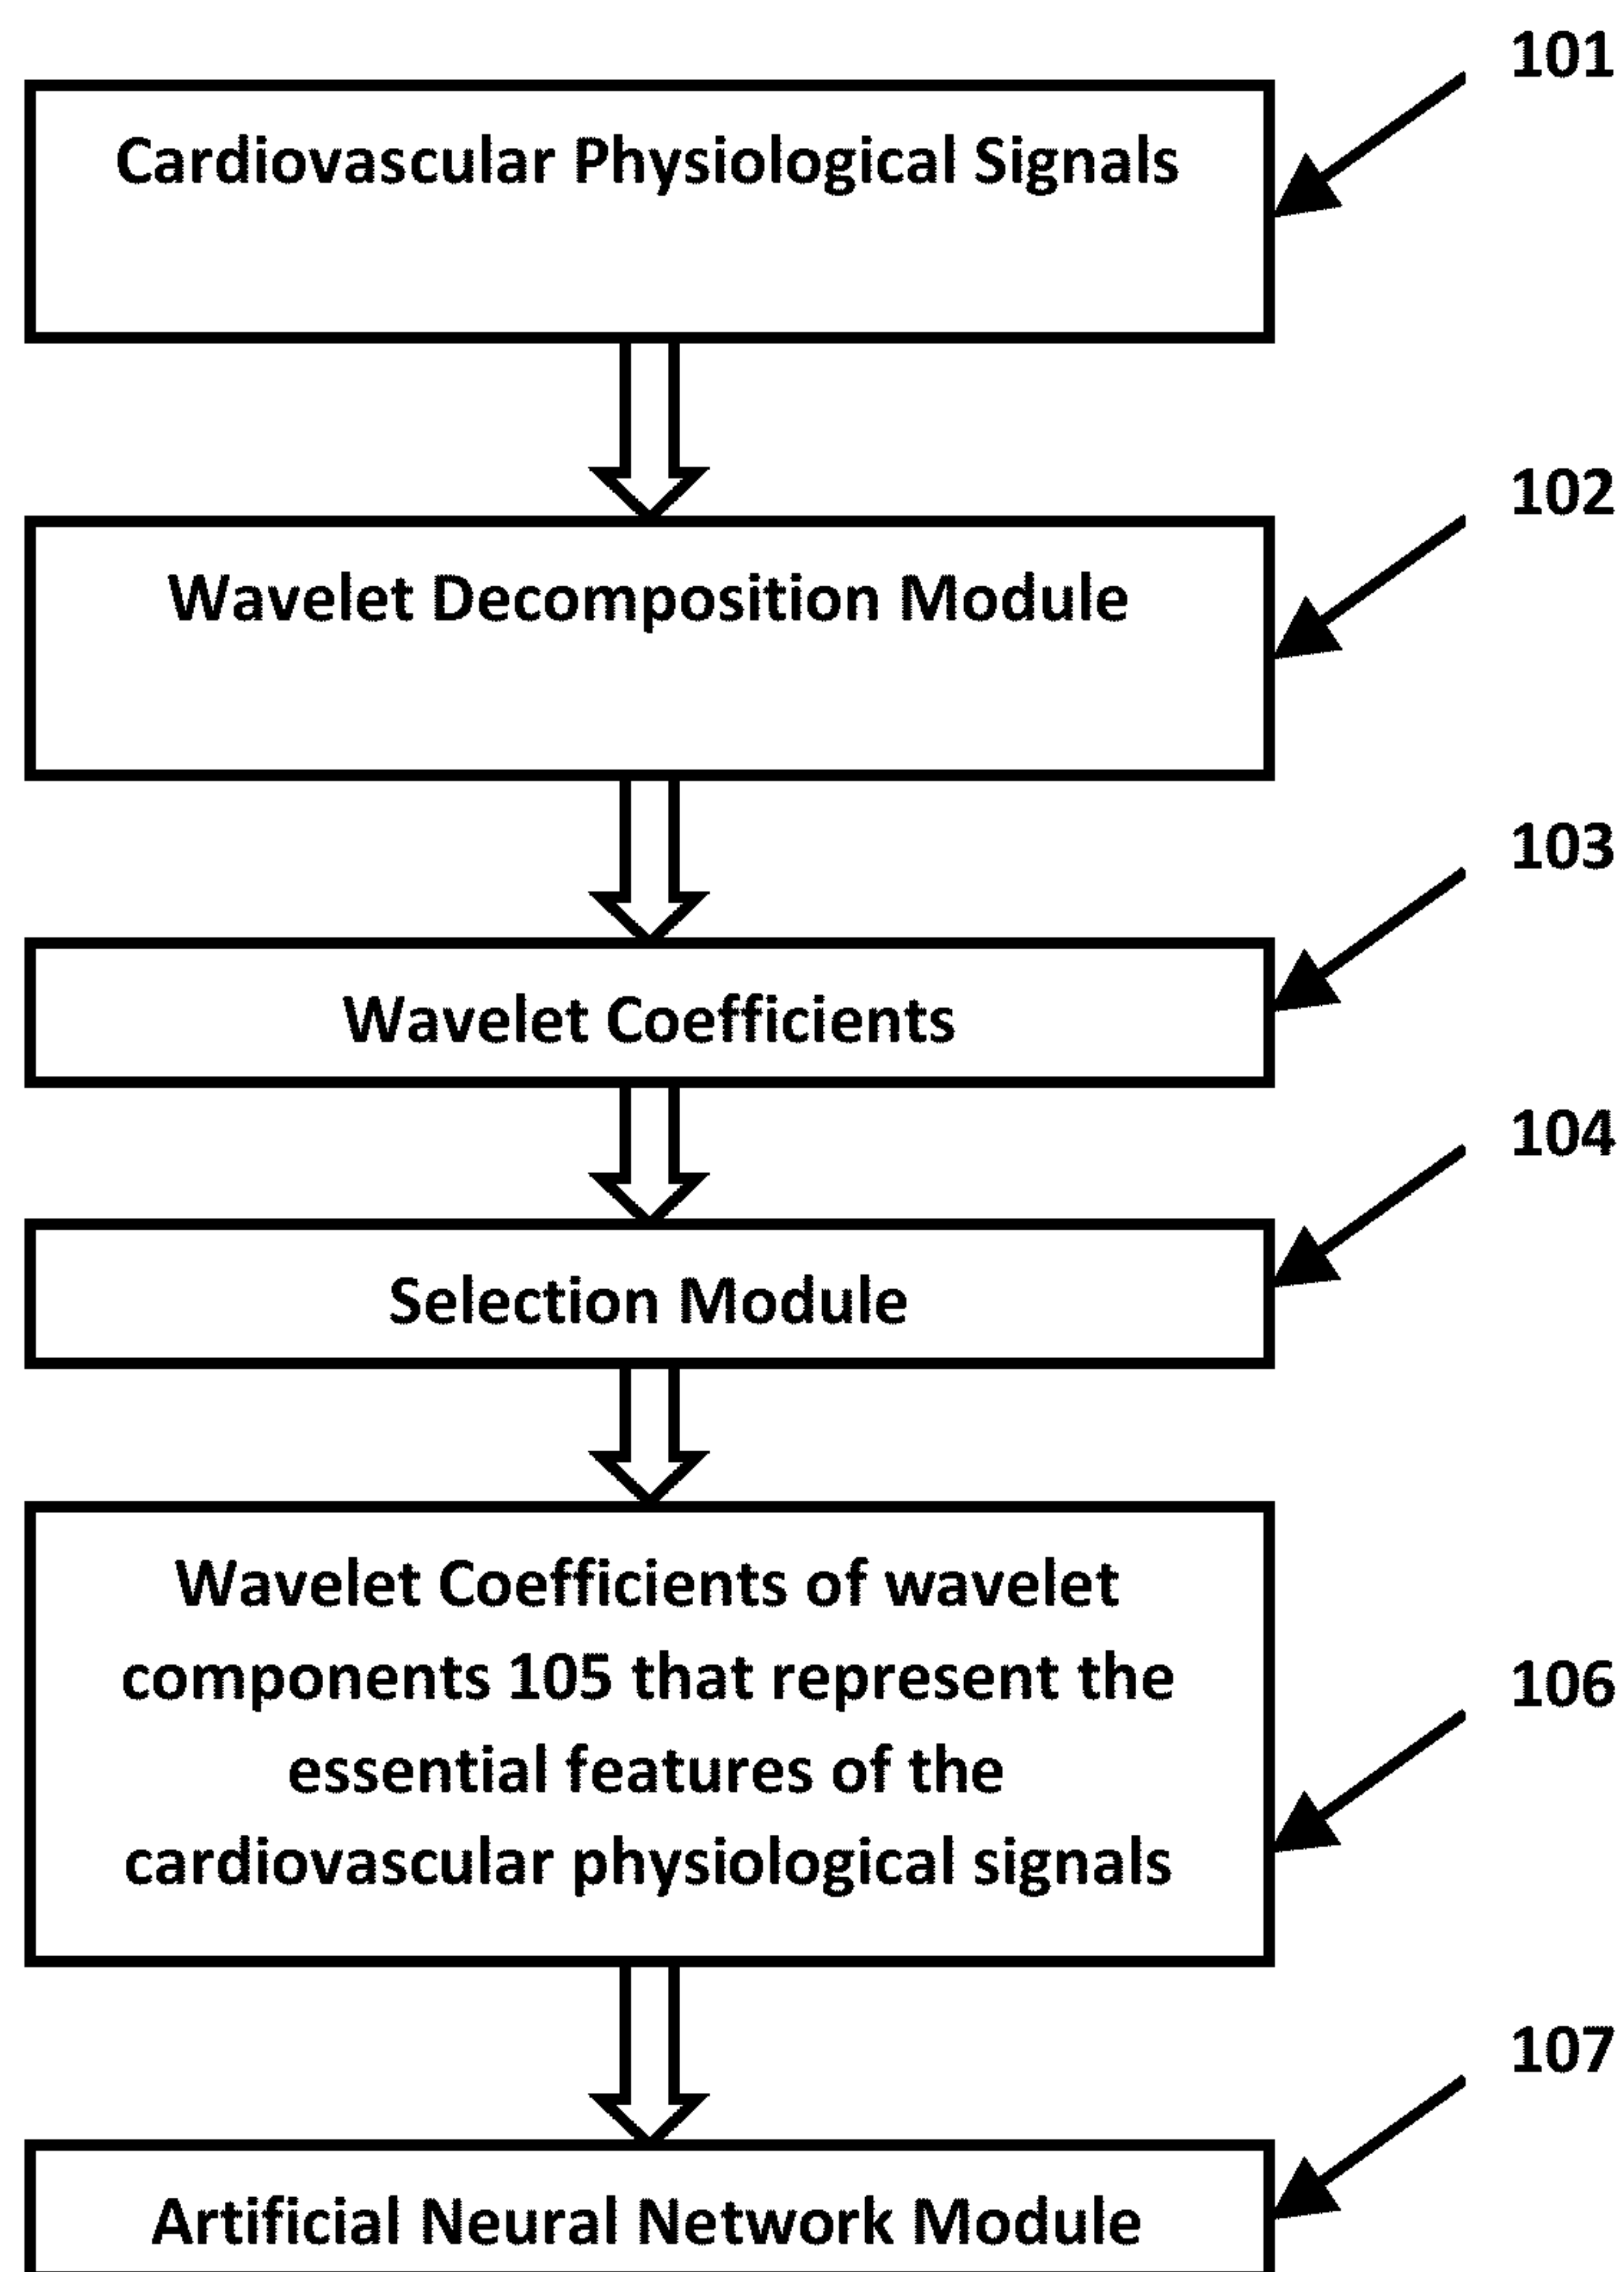 101
Cardiovascular Physiological Signals
102
Wavelet Decomposition Module
103
Wavelet Coefficients
104
Selection Module
Wavelet Coefficients of wavelet
components 105 that represent the
essential features of the
cardiovascular physiological signals
106
107
Artificial Neural Network Module